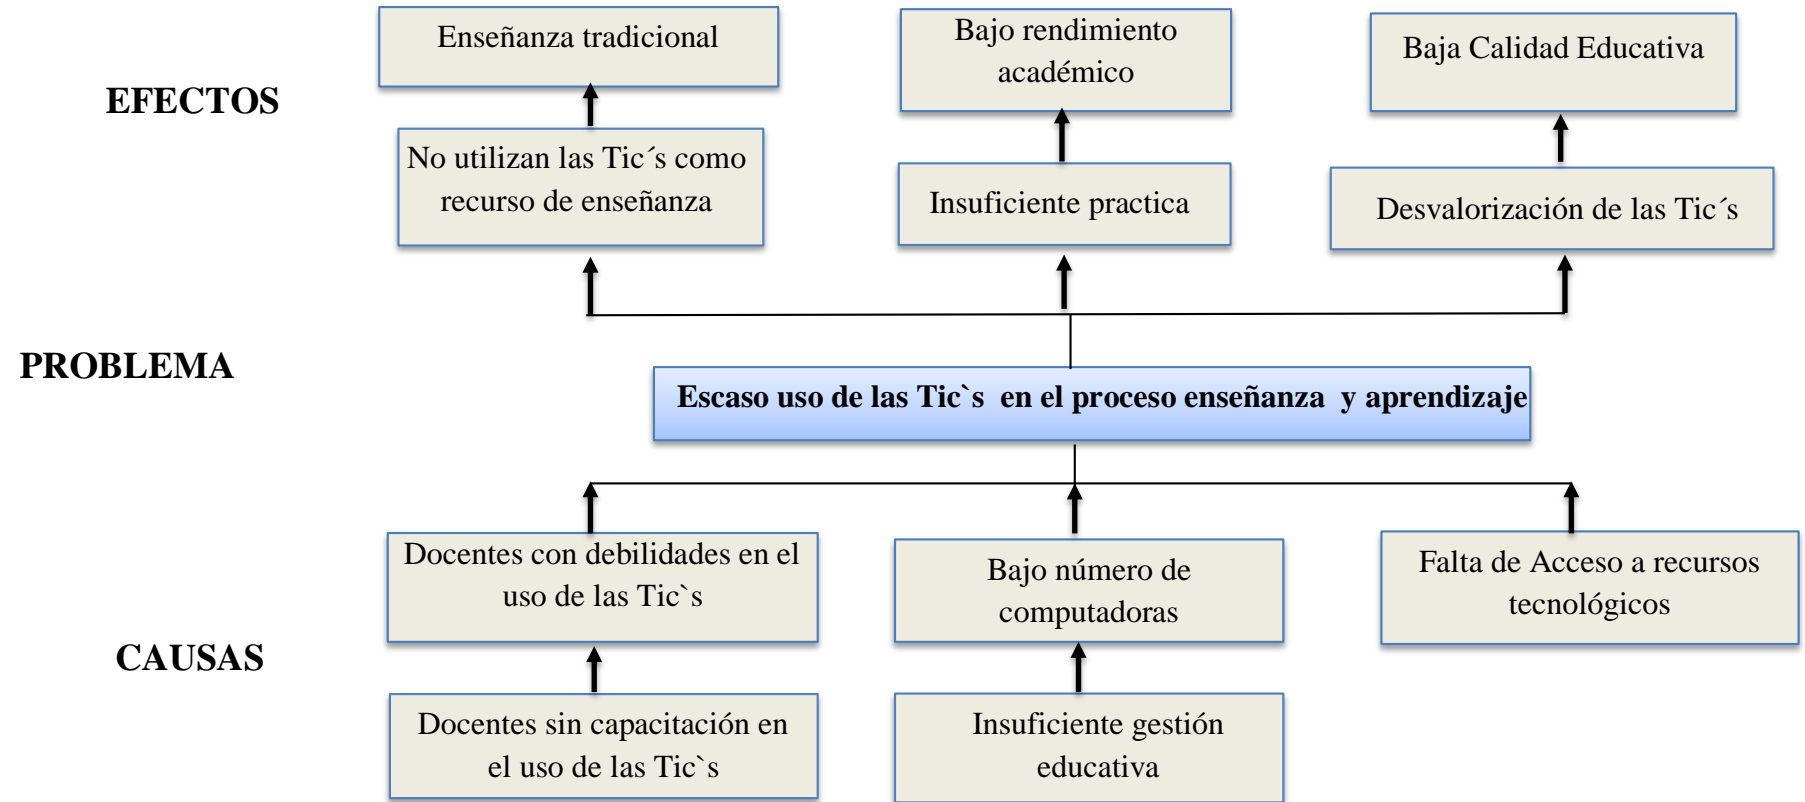 Enseñanza tradicional
Bajo rendimiento
académico
Baja Calidad Educativa
EFECTOS
No utilizan las Tic´s como
recurso de enseñanza
Insuficiente practica
Desvalorización de las Tic´s
PROBLEMA
Escaso uso de las Tic`s en el proceso enseñanza y aprendizaje
Docentes con debilidades en el
uso de las Tic`s
Bajo número de
computadoras
Falta de Acceso a recursos
tecnológicos
CAUSAS
Docentes sin capacitación en
el uso de las Tic`s
Insuficiente gestión
educativa